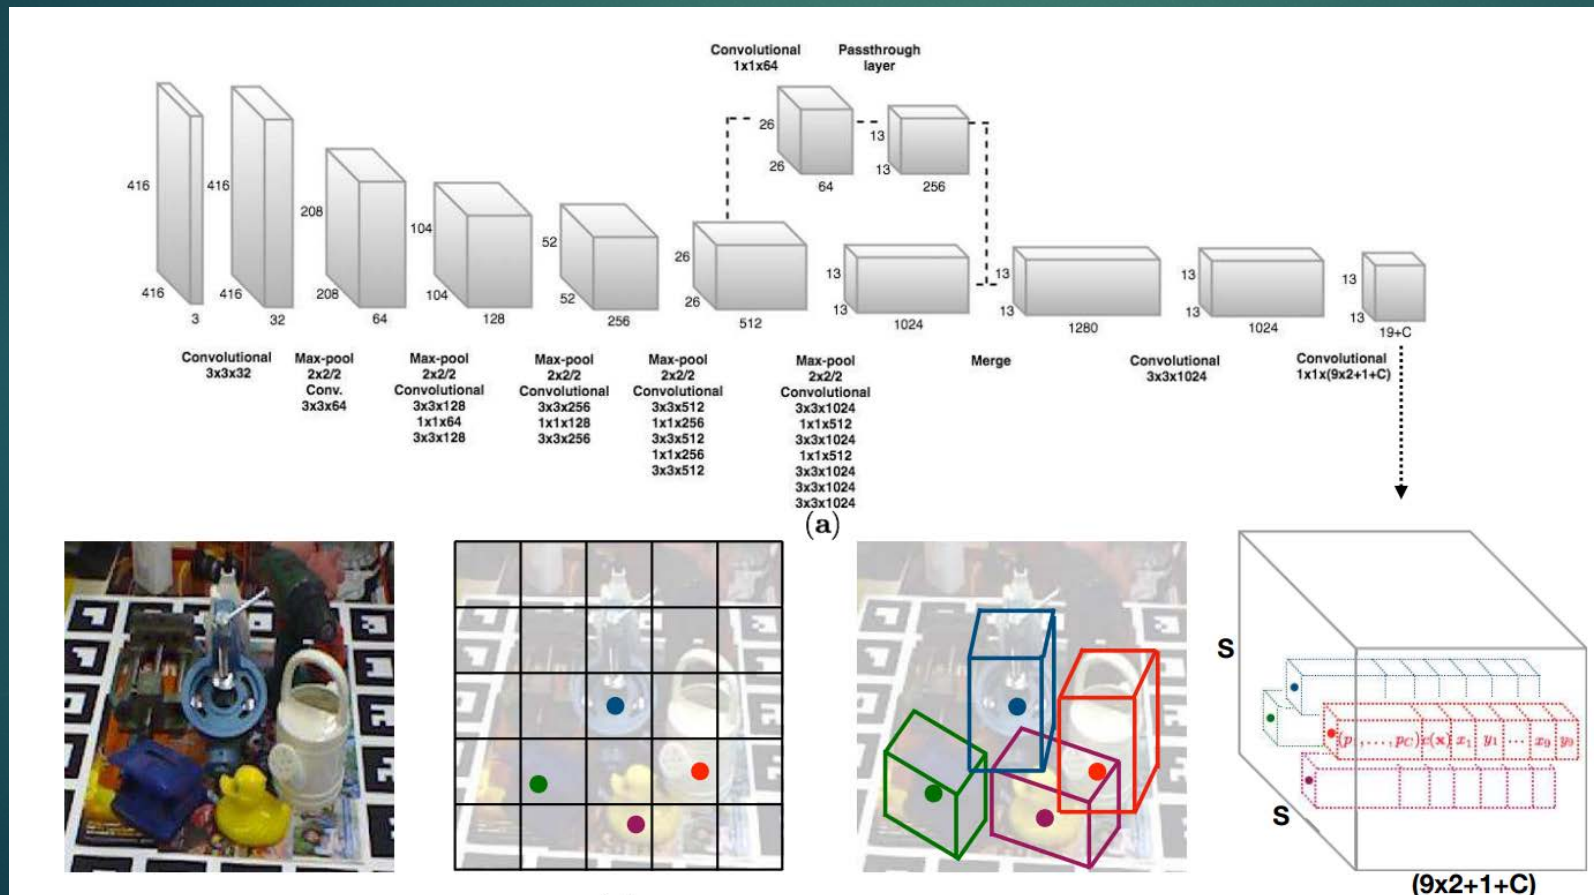 Convolutional
1x1x64
Passthrough
layer
26
26
64
13
13
256
416
416
3
416
416
32
208
208
64
104
104
128
52
52
256
26
26
512
13
13
1024
13
13
1280
13
13
1024
13
13
19+C
Convolutional
3x3x32
Max-pool
2x2/2
Conv.
3x3x64
Max-pool
2x2/2
Convolutional
3x3x128
1x1x64
3x3x128
Max-pool
2x2/2
Convolutional
3x3x256
1x1x128
3x3x256
Max-pool
2x2/2
Convolutional
3x3x512
1x1x256
3x3x512
1x1x256
3x3x512
Max-pool
2x2/2
Convolutional
3x3x1024
1x1x512
3x3x1024
1x1x512
3x3x1024
3x3x1024
3x3x1024
Merge
Convolutional
3x3x1024
Convolutional
1x1x(9x2+1+C)
(a)
S
(p , . . . , p_C) c(x) x₁ y₁ ... x₉ y₉
S
(9x2+1+C)